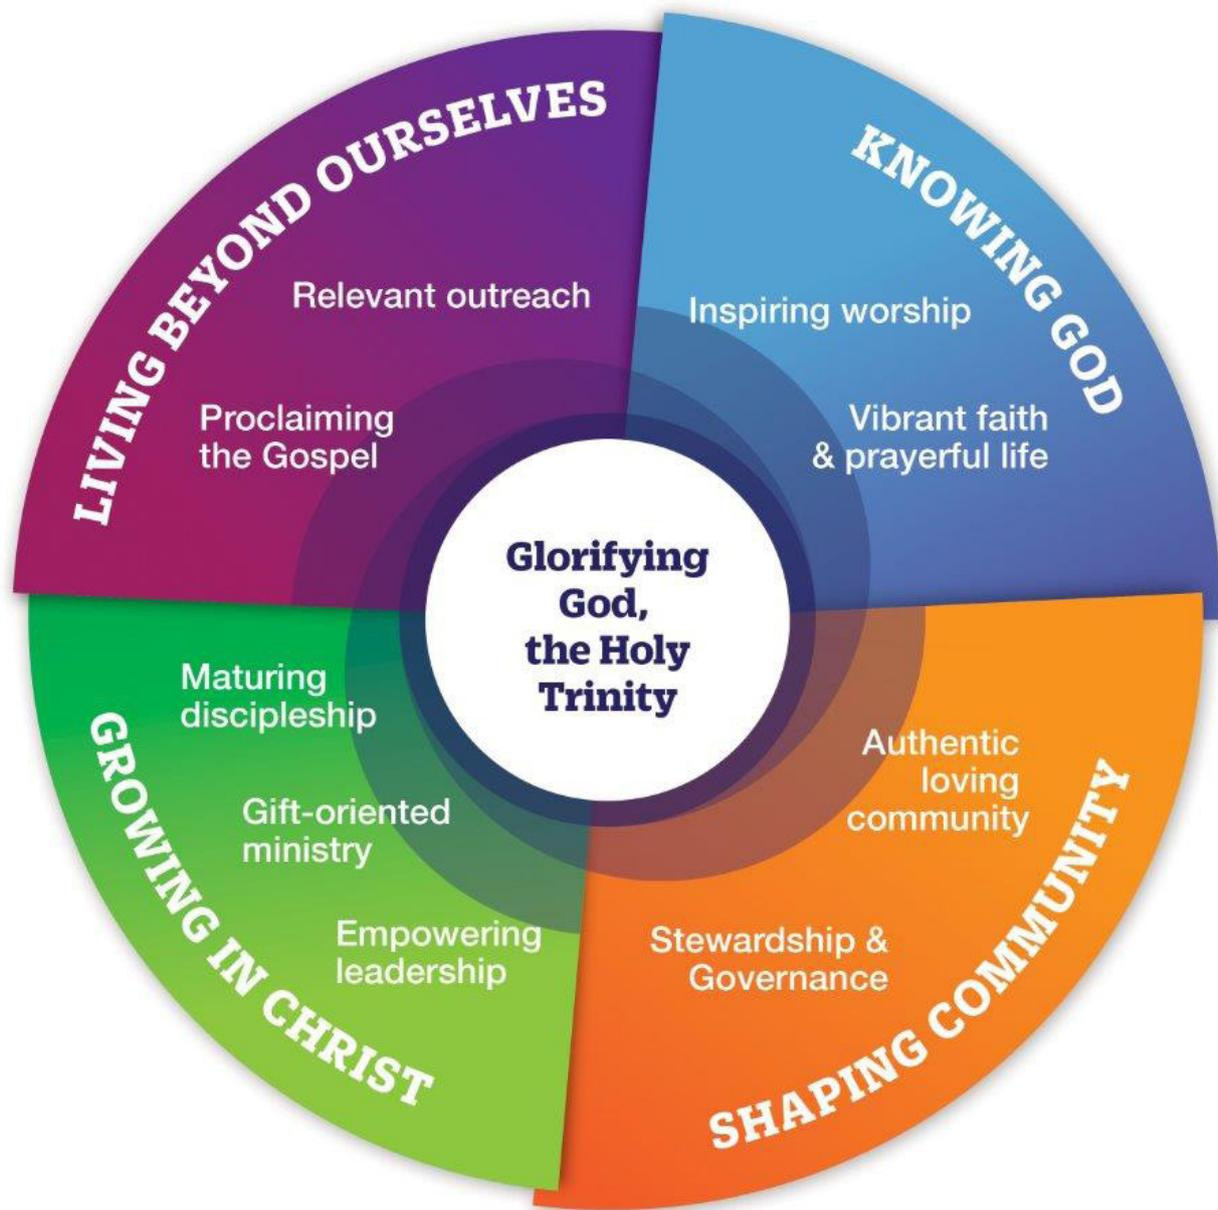 LIVING BEYOND OURSELVES
Relevant outreach
Proclaiming
the Gospel
KNOWING GOD
Inspiring worship
Vibrant faith
& prayerful life
Glorifying
God,
the Holy
Trinity
GROWING IN CHRIST
Maturing
discipleship
Gift-oriented
ministry
Empowering
leadership
SHAPING COMMUNITY
Authentic
loving
community
Stewardship &
Governance